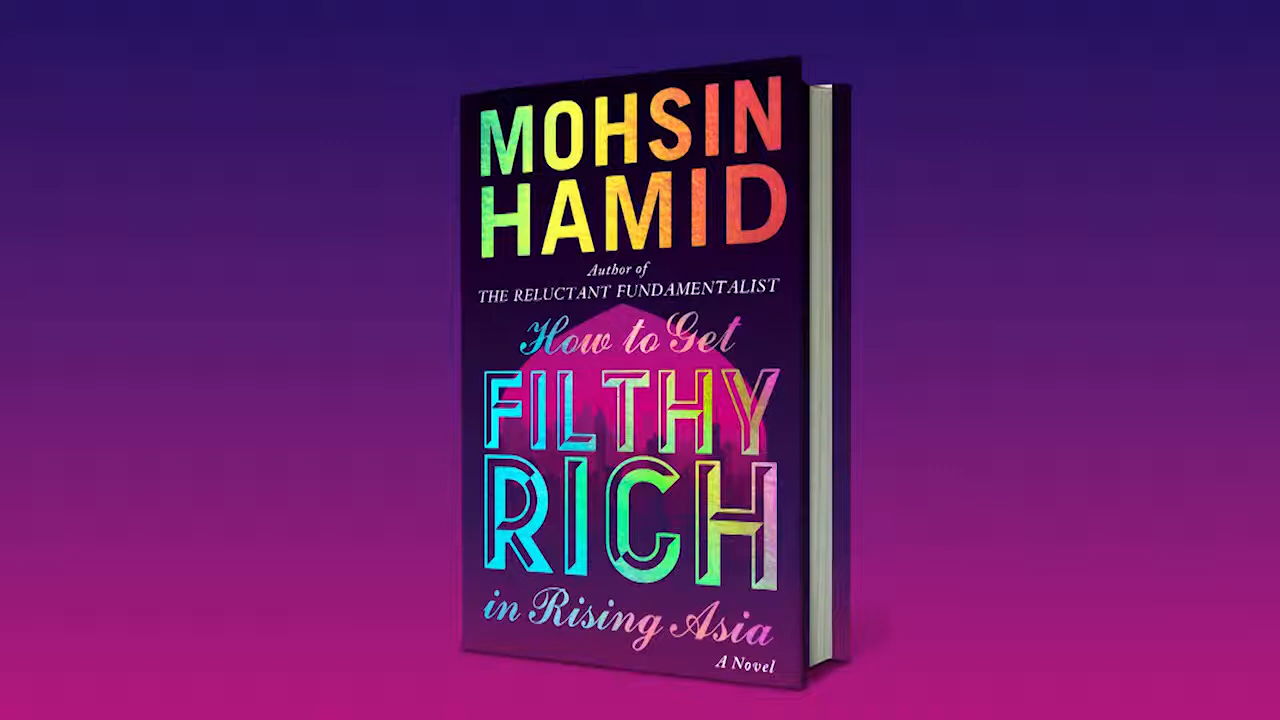 MOHSIN
HAMID
Author of
THE RELUCTANT FUNDAMENTALIST
How to Get
FILTHY
RICH
in Rising Asia
A Novel